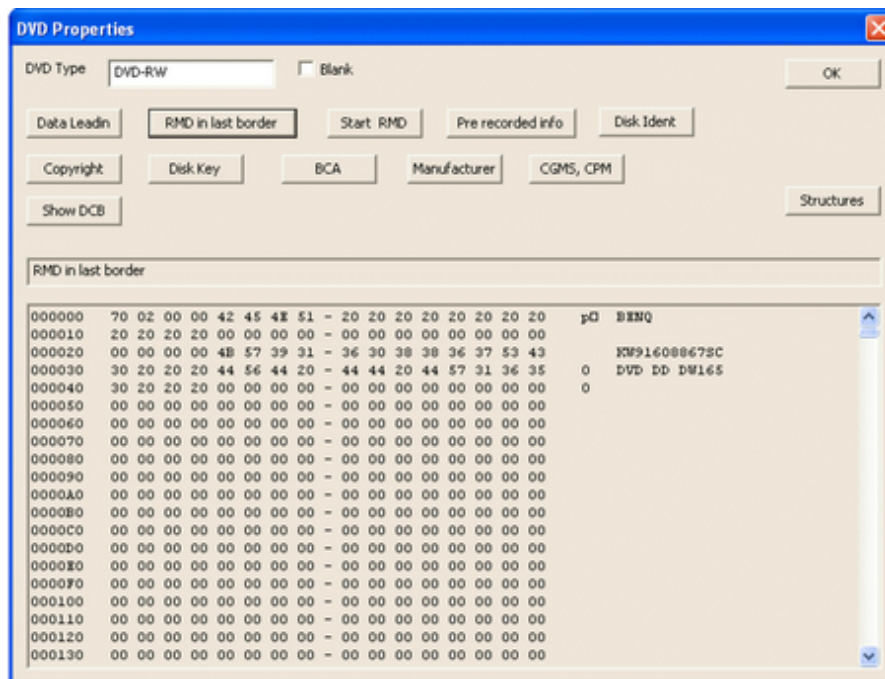 DVD Properties
DVD Type DVD-RW Blank OK
Data Leadin RMD in last border Start RMD Pre recorded info Disk Ident
Copyright Disk Key BCA Manufacturer CGMS, CPM
Show DCB Structures
RMD in last border
000000 70 02 00 00 42 45 4E 51 - 20 20 20 20 20 20 20 20 p BENQ
000010 20 20 20 20 00 00 00 00 - 00 00 00 00 00 00 00 00
000020 00 00 00 00 4B 57 39 31 - 36 30 38 38 36 37 53 43 KW91608867SC
000030 30 20 20 20 44 56 44 20 - 44 44 20 44 57 31 36 35 0 DVD DD DW165
000040 30 20 20 20 00 00 00 00 - 00 00 00 00 00 00 00 00 0
000050 00 00 00 00 00 00 00 00 - 00 00 00 00 00 00 00 00
000060 00 00 00 00 00 00 00 00 - 00 00 00 00 00 00 00 00
000070 00 00 00 00 00 00 00 00 - 00 00 00 00 00 00 00 00
000080 00 00 00 00 00 00 00 00 - 00 00 00 00 00 00 00 00
000090 00 00 00 00 00 00 00 00 - 00 00 00 00 00 00 00 00
0000A0 00 00 00 00 00 00 00 00 - 00 00 00 00 00 00 00 00
0000B0 00 00 00 00 00 00 00 00 - 00 00 00 00 00 00 00 00
0000C0 00 00 00 00 00 00 00 00 - 00 00 00 00 00 00 00 00
0000D0 00 00 00 00 00 00 00 00 - 00 00 00 00 00 00 00 00
0000E0 00 00 00 00 00 00 00 00 - 00 00 00 00 00 00 00 00
0000F0 00 00 00 00 00 00 00 00 - 00 00 00 00 00 00 00 00
000100 00 00 00 00 00 00 00 00 - 00 00 00 00 00 00 00 00
000110 00 00 00 00 00 00 00 00 - 00 00 00 00 00 00 00 00
000120 00 00 00 00 00 00 00 00 - 00 00 00 00 00 00 00 00
000130 00 00 00 00 00 00 00 00 - 00 00 00 00 00 00 00 00